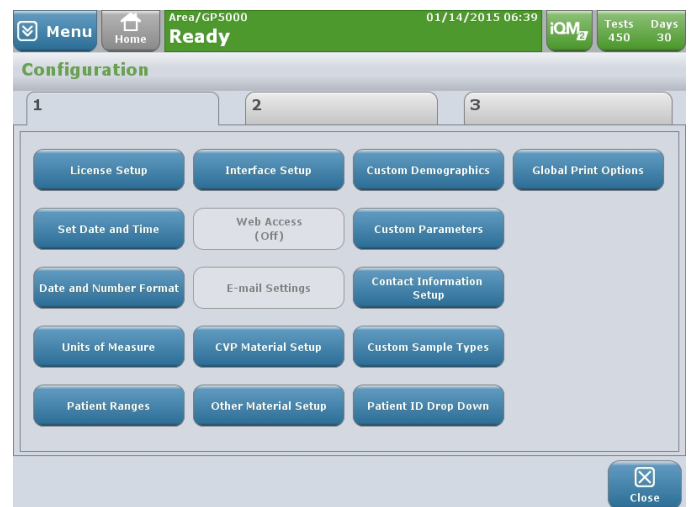 Menu
Home
Area/GP5000 01/14/2015 06:39
Ready
iQM2
Tests Days
450 30
Configuration
1 2 3
License Setup
Interface Setup
Custom Demographics
Global Print Options
Set Date and Time
Web Access
(Off)
Custom Parameters
Date and Number Format
E-mail Settings
Contact Information
Setup
Units of Measure
CVP Material Setup
Custom Sample Types
Patient Ranges
Other Material Setup
Patient ID Drop Down
Close